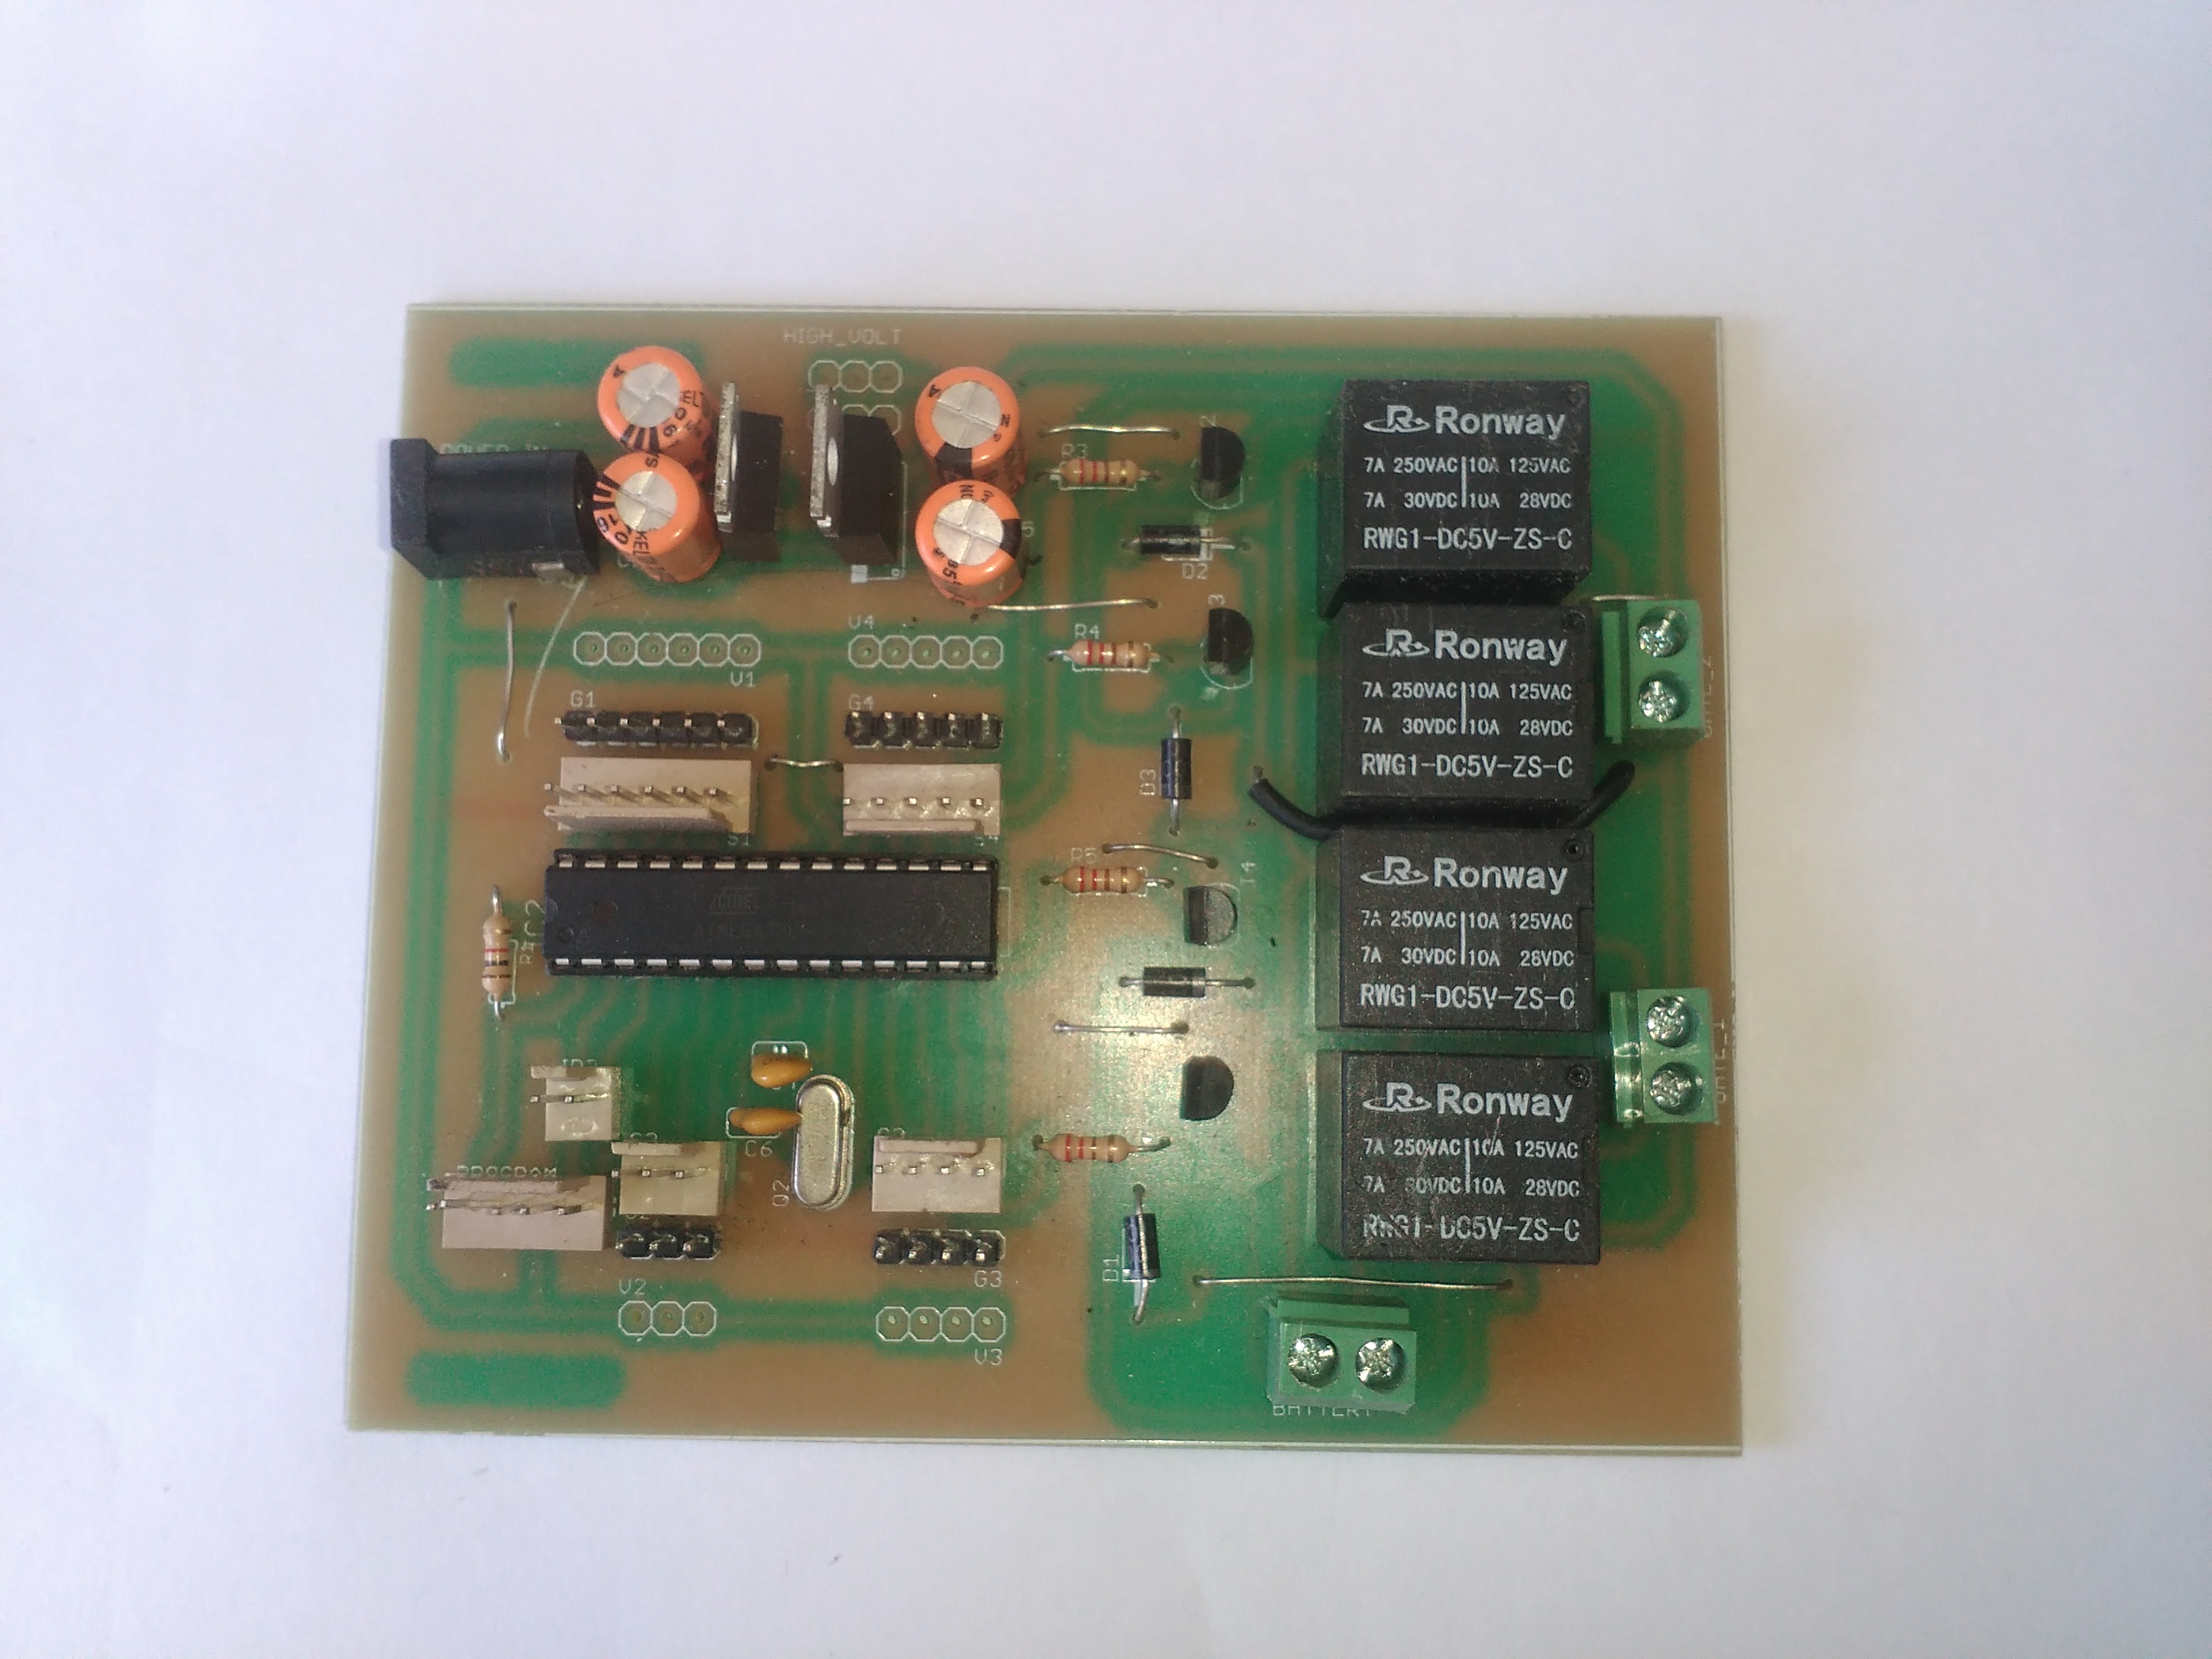 HIGH_VOLT
R3
D2
V4
V1
R4
G1
G4
D3
S1
R5
T4
C6
Q2
V2
G3
V3
D1
BATTERY
Ronway
7A 250VAC 10A 125VAC
7A 30VDC 10A 28VDC
RWG1-DC5V-ZS-C
Ronway
7A 250VAC 10A 125VAC
7A 30VDC 10A 28VDC
RWG1-DC5V-ZS-C
Ronway
7A 250VAC 10A 125VAC
7A 30VDC 10A 28VDC
RWG1-DC5V-ZS-C
Ronway
7A 250VAC 10A 125VAC
7A 30VDC 10A 28VDC
RWG1-DC5V-ZS-C